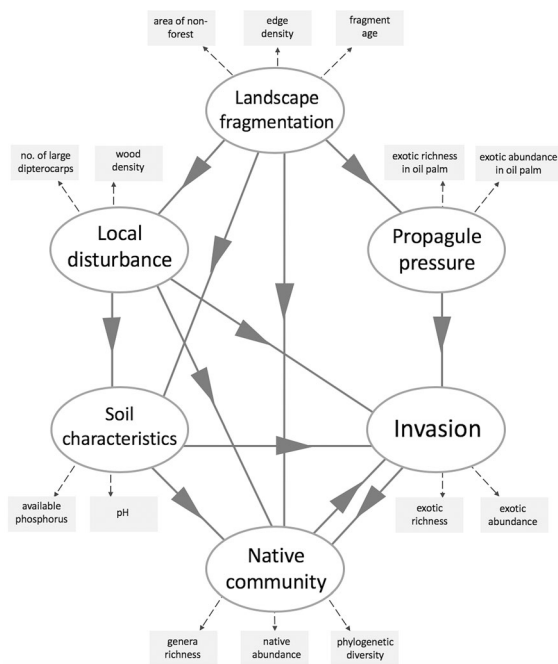 area of non-
forest
edge
density
fragment
age
Landscape
fragmentation
no. of large
dipterocarps
wood
density
exotic richness
in oil palm
exotic abundance
in oil palm
Local
disturbance
Propagule
pressure
Soil
characteristics
Invasion
available
phosphorus
pH
exotic
richness
exotic
abundance
Native
community
genera
richness
native
abundance
phylogenetic
diversity